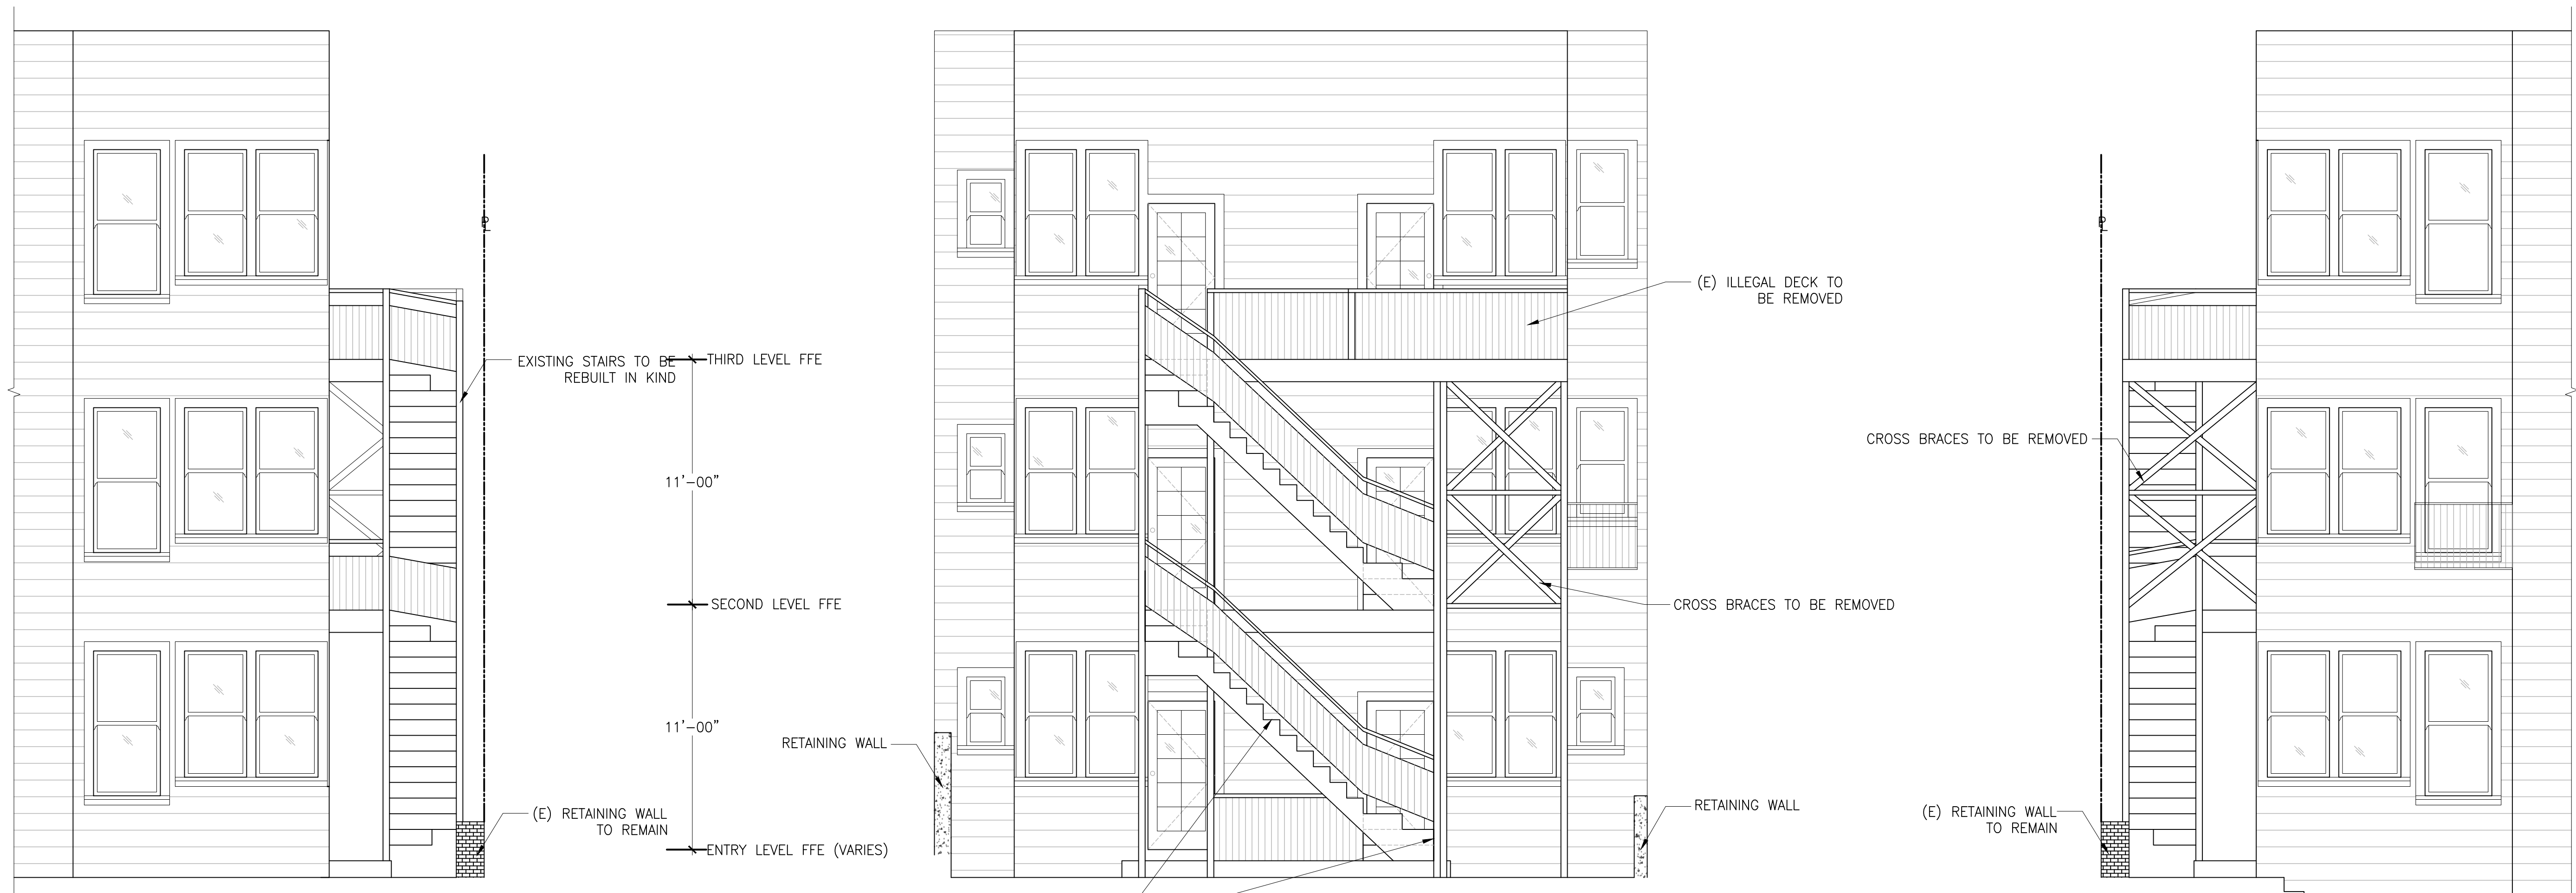 PL
EXISTING STAIRS TO BE
REBUILT IN KIND
THIRD LEVEL FFE
11'-00"
SECOND LEVEL FFE
11'-00"
(E) RETAINING WALL
TO REMAIN
ENTRY LEVEL FFE (VARIES)
RETAINING WALL
(E) ILLEGAL DECK TO
BE REMOVED
CROSS BRACES TO BE REMOVED
RETAINING WALL
PL
CROSS BRACES TO BE REMOVED
(E) RETAINING WALL
TO REMAIN